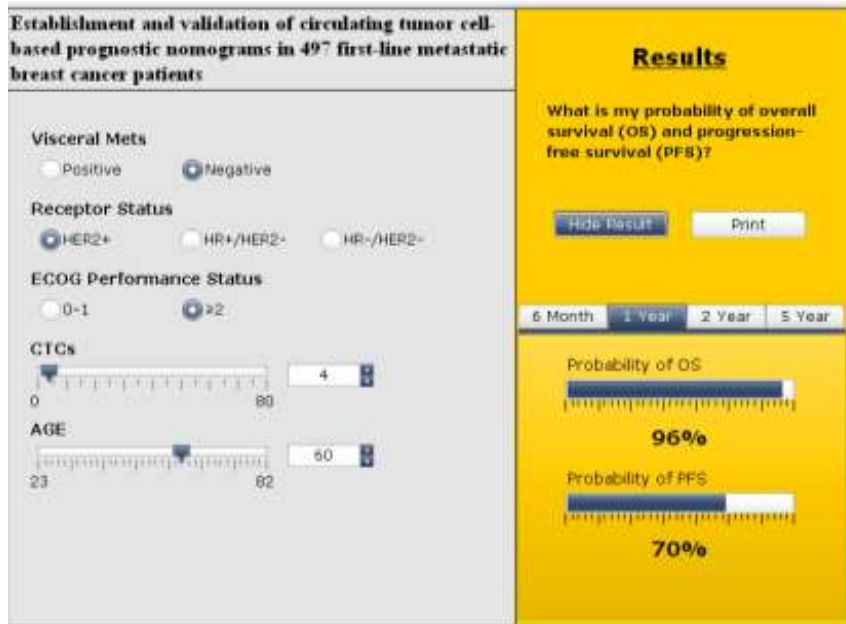 Establishment and validation of circulating tumor cell-
based prognostic nomograms in 497 first-line metastatic
breast cancer patients
Visceral Mets
Positive Negative
Receptor Status
HER2+ HR+/HER2- HR-/HER2-
ECOG Performance Status
0-1 ≥2
CTCs
4
0 80
AGE
60
23 82
Results
What is my probability of overall
survival (OS) and progression-
free survival (PFS)?
Hide Result Print
6 Month 1 Year 2 Year 5 Year
Probability of OS
96%
Probability of PFS
70%